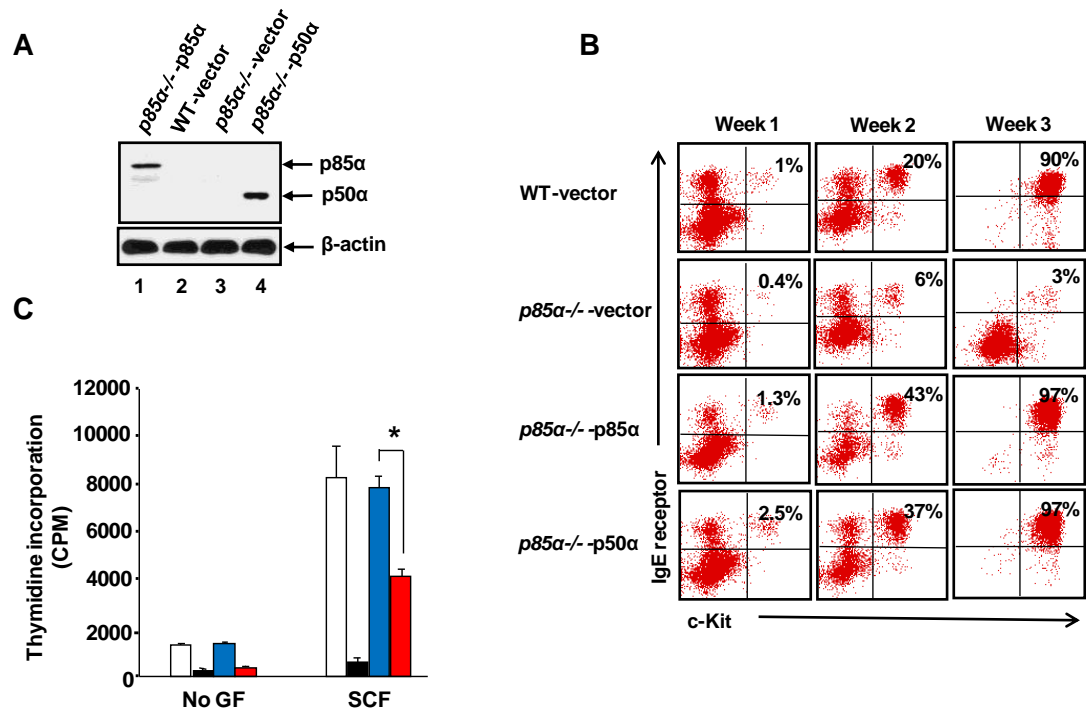 A
p85α-/- -p85α
WT-vector
p85α-/- -vector
p85α-/- -p50α
p85α
p50α
β-actin
1 2 3 4
B
Week 1 Week 2 Week 3
WT-vector
1% 20% 90%
p85α-/- -vector
0.4% 6% 3%
p85α-/- -p85α
1.3% 43% 97%
p85α-/- -p50α
2.5% 37% 97%
IgE receptor
c-Kit
C
Thymidine incorporation
(CPM)
12000
10000
8000
6000
4000
2000
0
*
No GF SCF